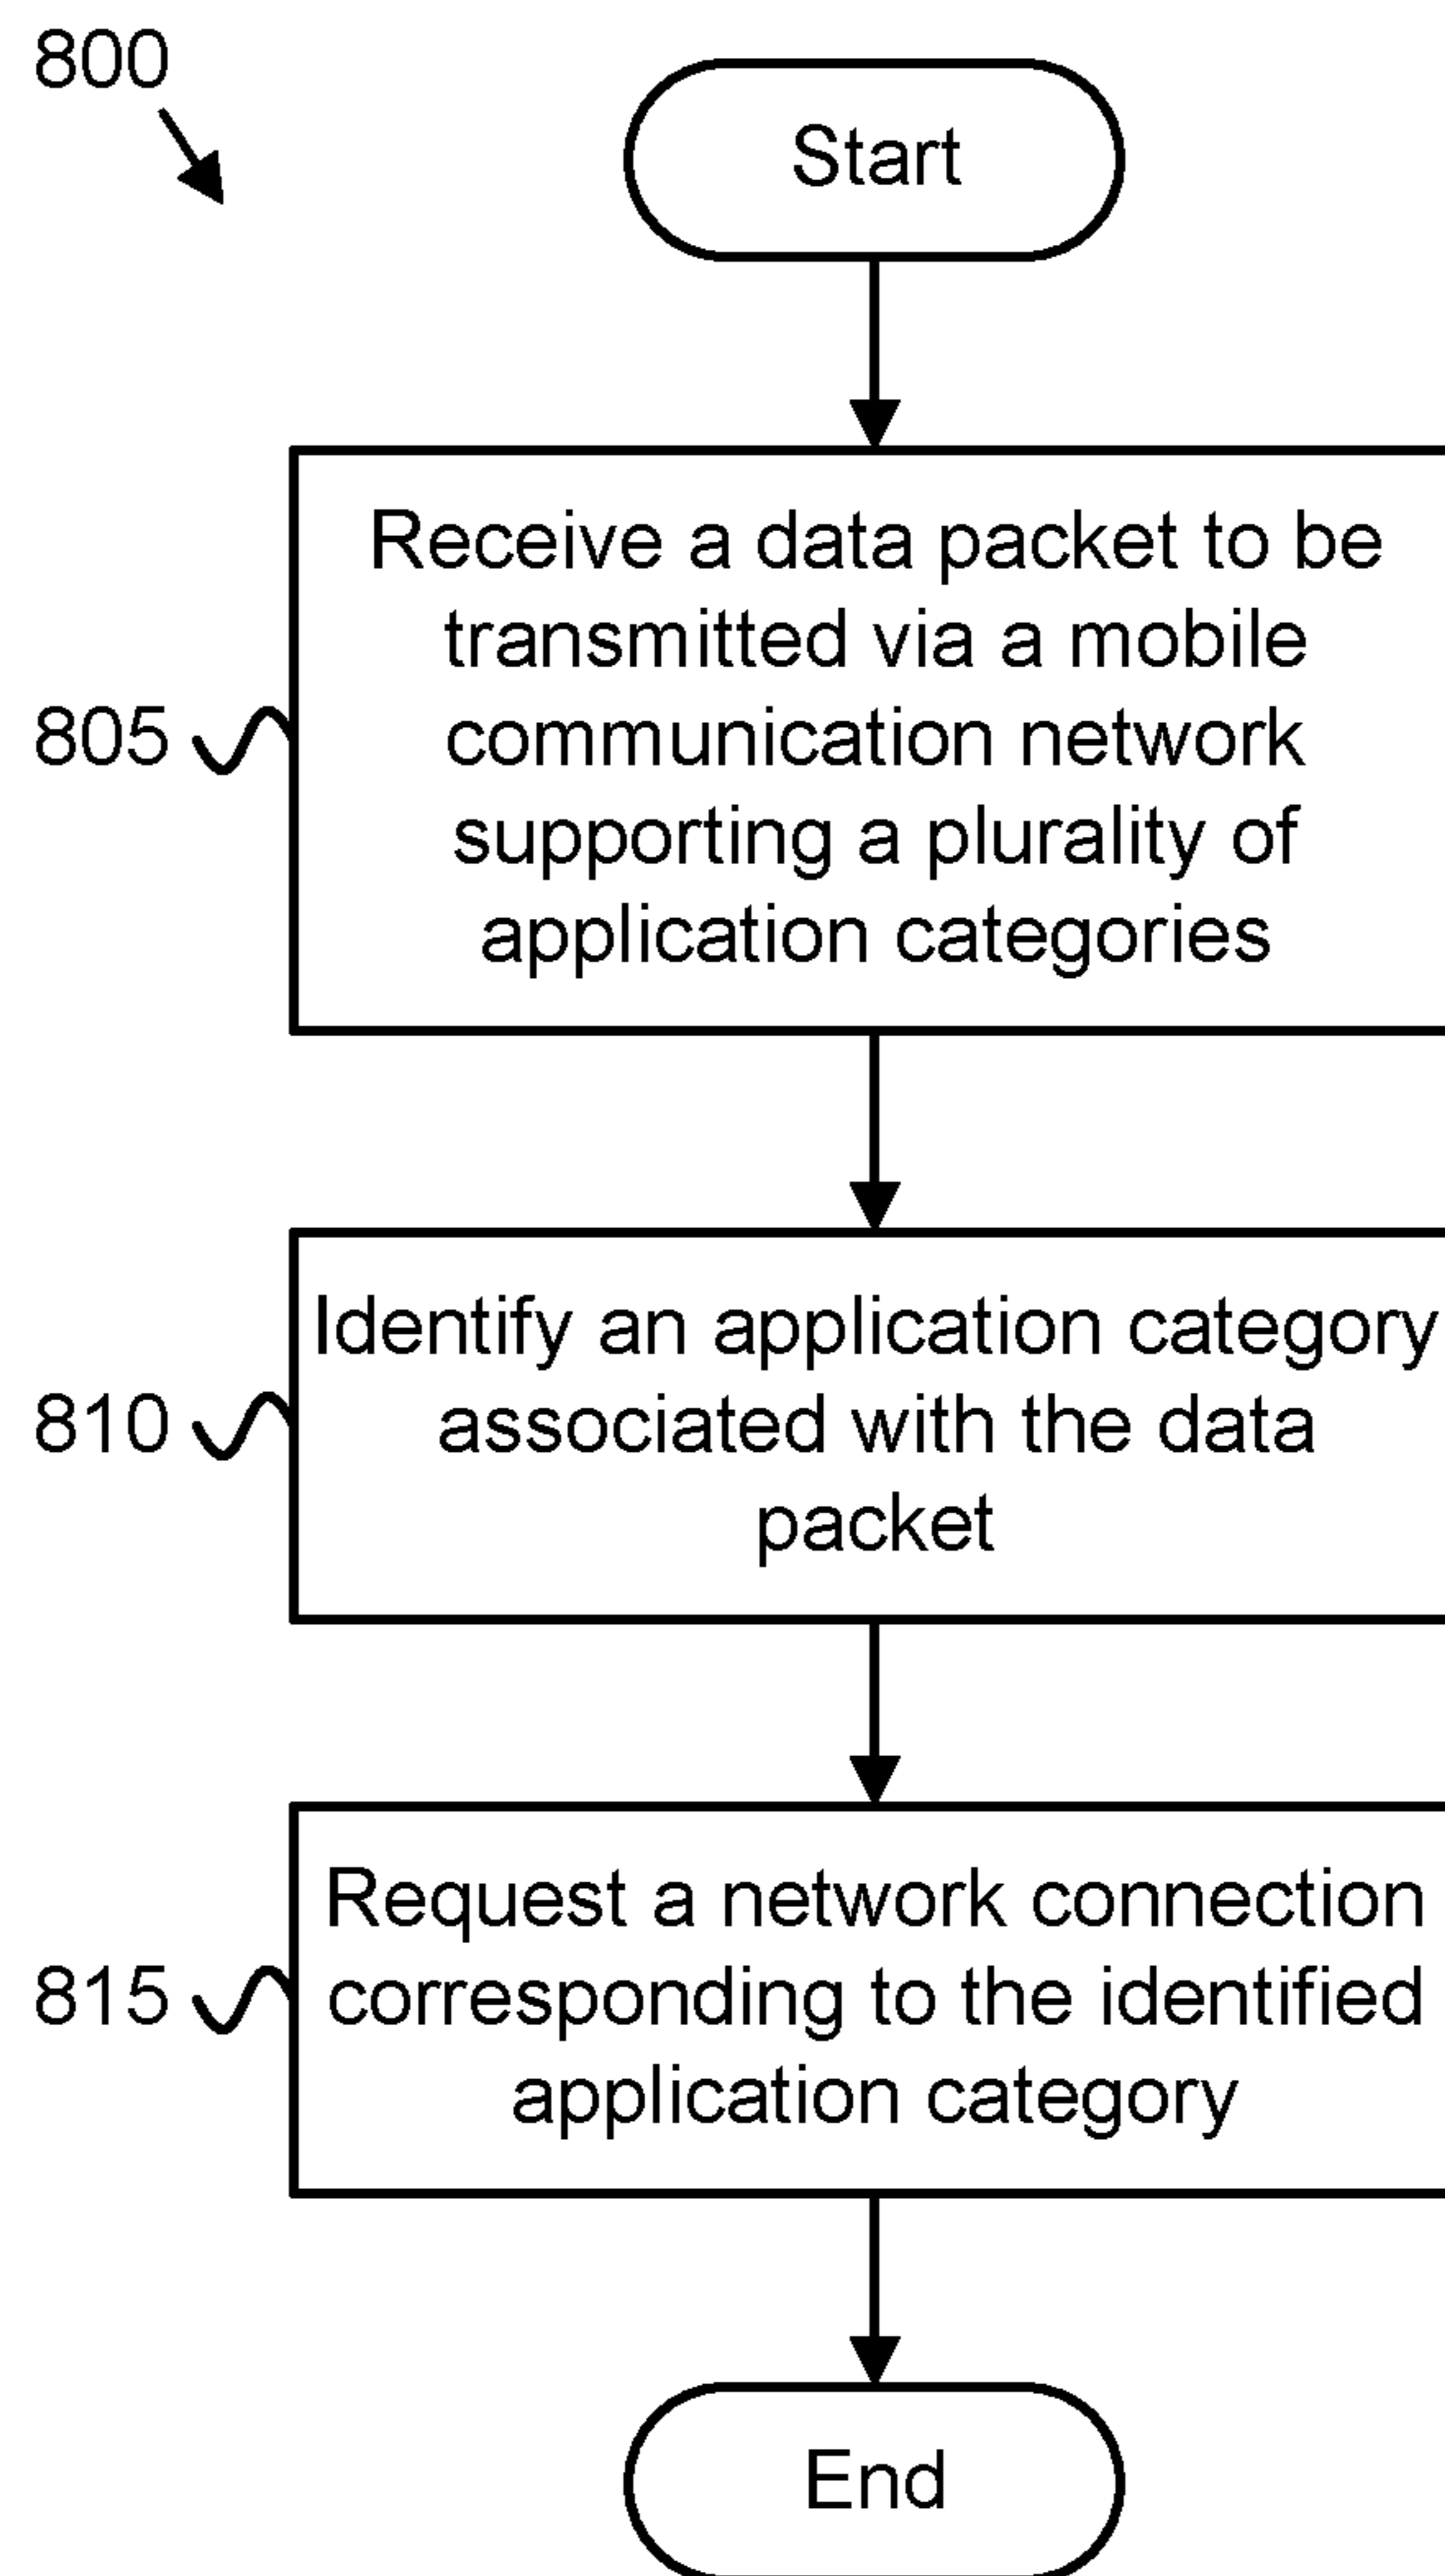 800
Start
Receive a data packet to be
transmitted via a mobile
communication network
supporting a plurality of
application categories
805
Identify an application category
associated with the data
packet
810
Request a network connection
corresponding to the identified
application category
815
End